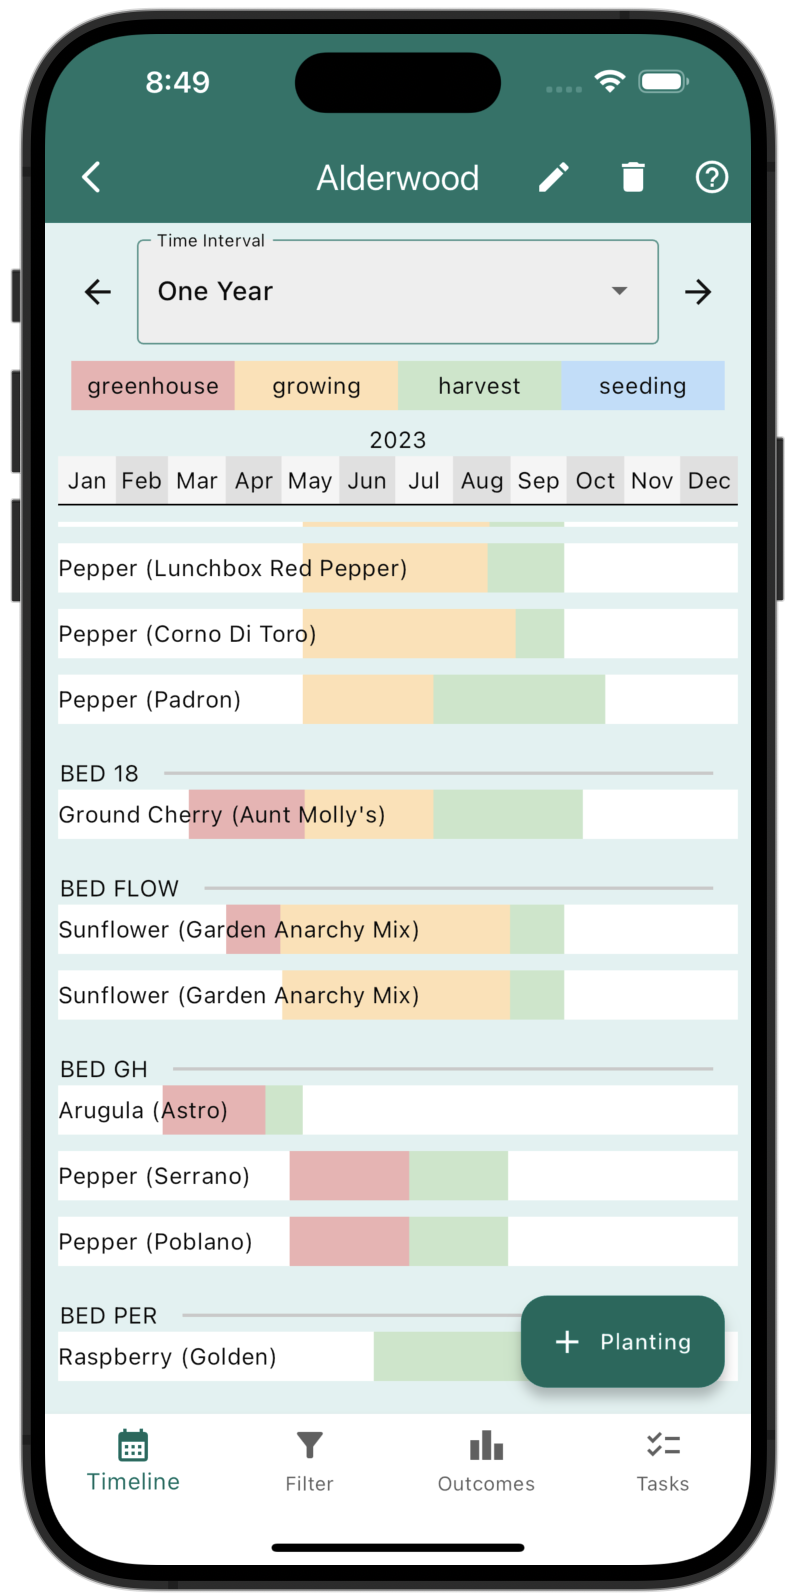 8:49
Alderwood
Time Interval
One Year
greenhouse growing harvest seeding
2023
Jan Feb Mar Apr May Jun Jul Aug Sep Oct Nov Dec
Pepper (Lunchbox Red Pepper)
Pepper (Corno Di Toro)
Pepper (Padron)
BED 18
Ground Cherry (Aunt Molly's)
BED FLOW
Sunflower (Garden Anarchy Mix)
Sunflower (Garden Anarchy Mix)
BED GH
Arugula (Astro)
Pepper (Serrano)
Pepper (Poblano)
BED PER
+ Planting
Raspberry (Golden)
Timeline Filter Outcomes Tasks